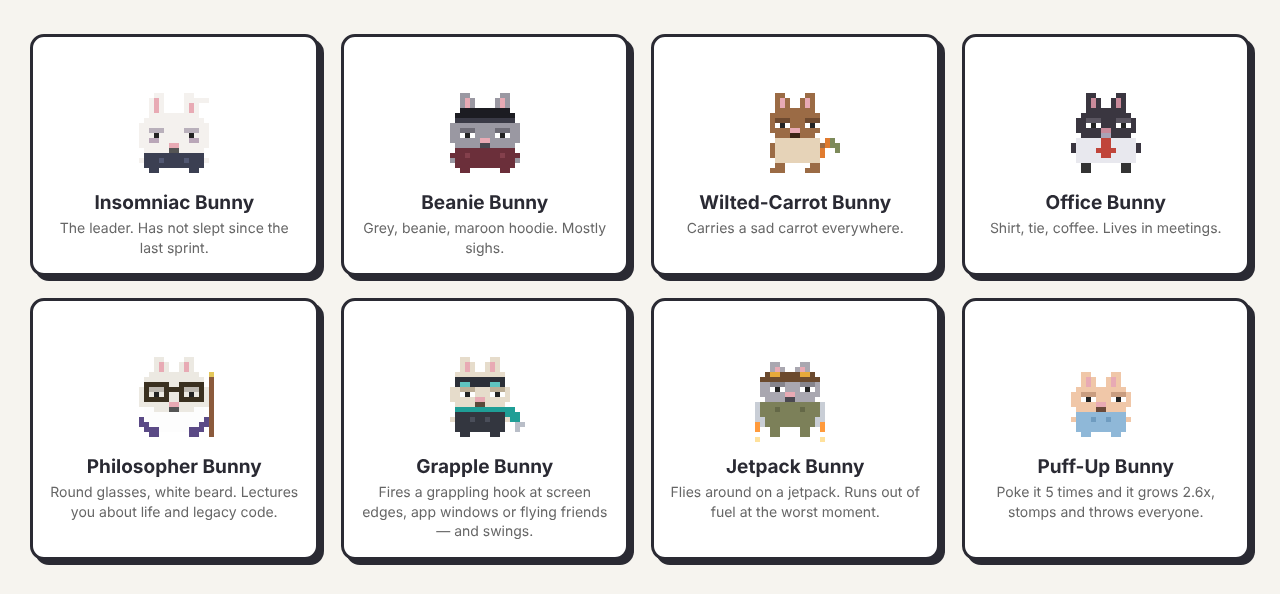 Insomniac Bunny
The leader. Has not slept since the
last sprint.
Beanie Bunny
Grey, beanie, maroon hoodie. Mostly
sighs.
Wilted-Carrot Bunny
Carries a sad carrot everywhere.
Office Bunny
Shirt, tie, coffee. Lives in meetings.
Philosopher Bunny
Round glasses, white beard. Lectures
you about life and legacy code.
Grapple Bunny
Fires a grappling hook at screen
edges, app windows or flying friends
— and swings.
Jetpack Bunny
Flies around on a jetpack. Runs out of
fuel at the worst moment.
Puff-Up Bunny
Poke it 5 times and it grows 2.6x,
stomps and throws everyone.